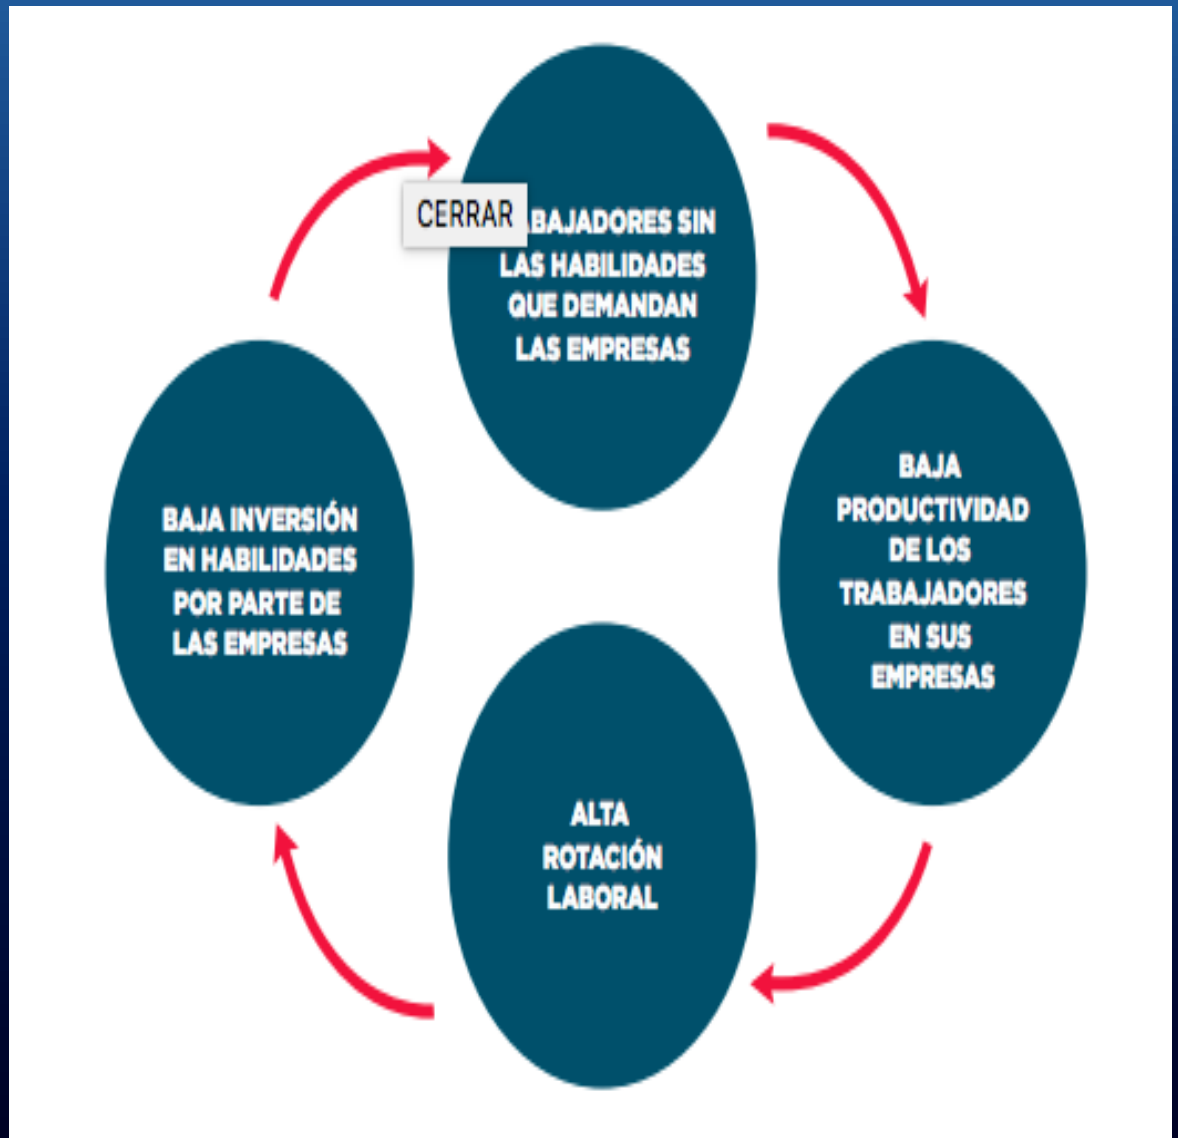 CERRAR
ABAJADORES SIN
LAS HABILIDADES
QUE DEMANDAN
LAS EMPRESAS
BAJA
PRODUCTIVIDAD
DE LOS
TRABAJADORES
EN SUS
EMPRESAS
BAJA INVERSIÓN
EN HABILIDADES
POR PARTE DE
LAS EMPRESAS
ALTA
ROTACIÓN
LABORAL